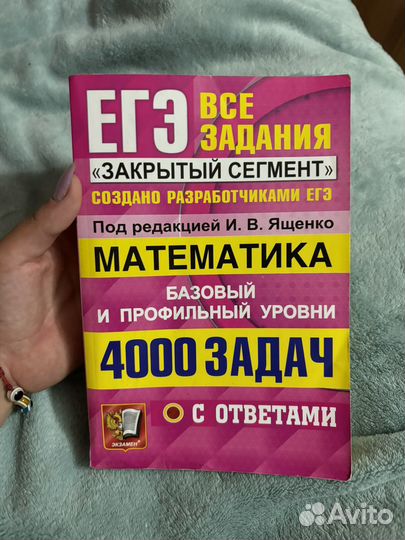 ЕГЭ
ВСЕ
ЗАДАНИЯ
«ЗАКРЫТЫЙ СЕГМЕНТ»
СОЗДАНО РАЗРАБОТЧИКАМИ ЕГЭ
Под редакцией И. В. Ященко
МАТЕМАТИКА
БАЗОВЫЙ
И ПРОФИЛЬНЫЙ УРОВНИ
4000 ЗАДАЧ
С ОТВЕТАМИ
ЭКЗАМЕН
Avito